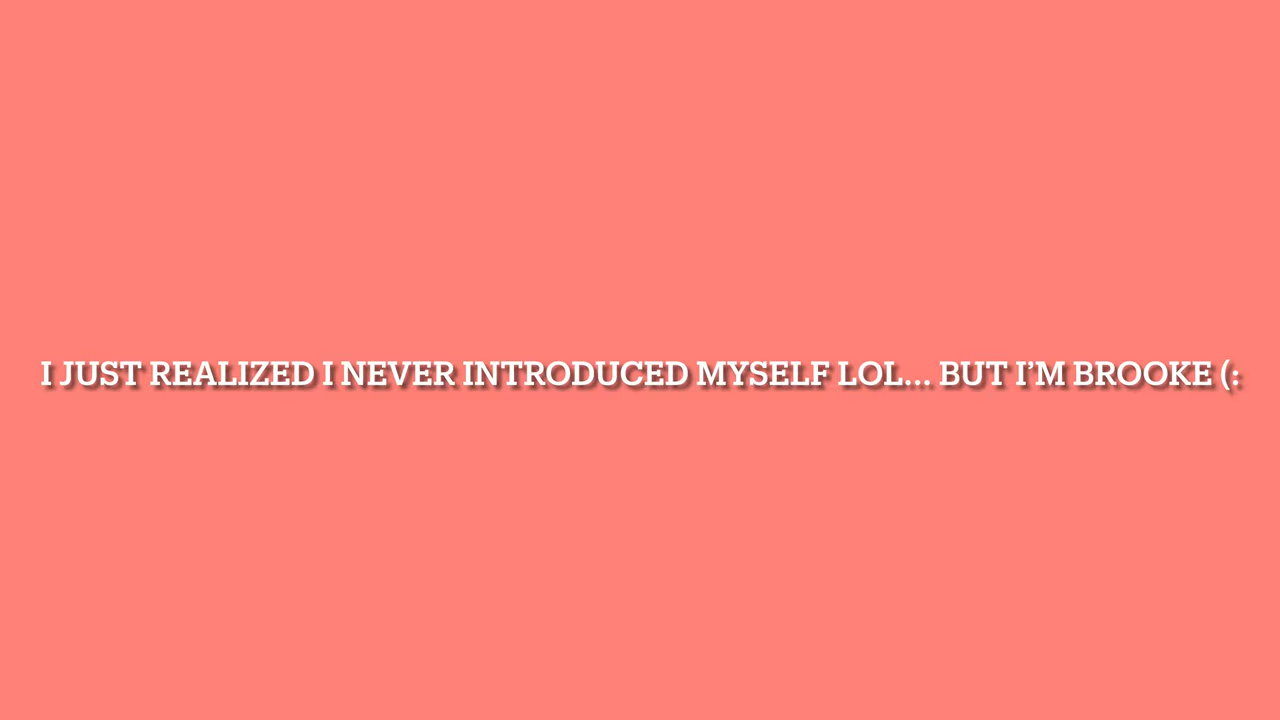 I JUST REALIZED I NEVER INTRODUCED MYSELF LOL... BUT I’M BROOKE (: